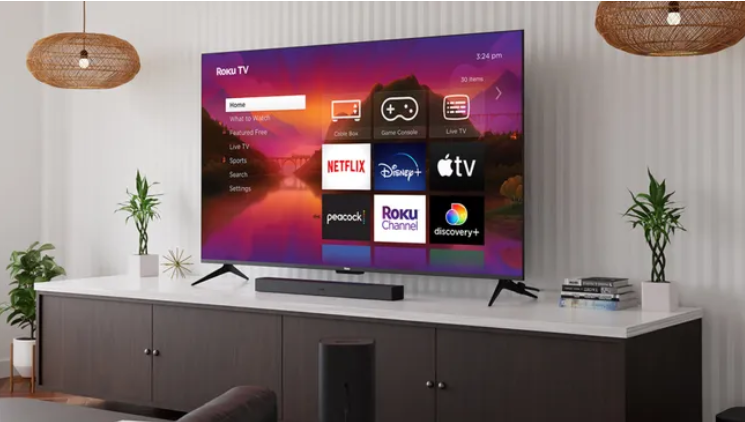 Roku TV
3:24 pm
30 items
Home
What to Watch
Featured Free
Live TV
Sports
Search
Settings
Cable Box
Game Console
Live TV
NETFLIX
Disney+
tv
peacock
Roku
Channel
discovery+